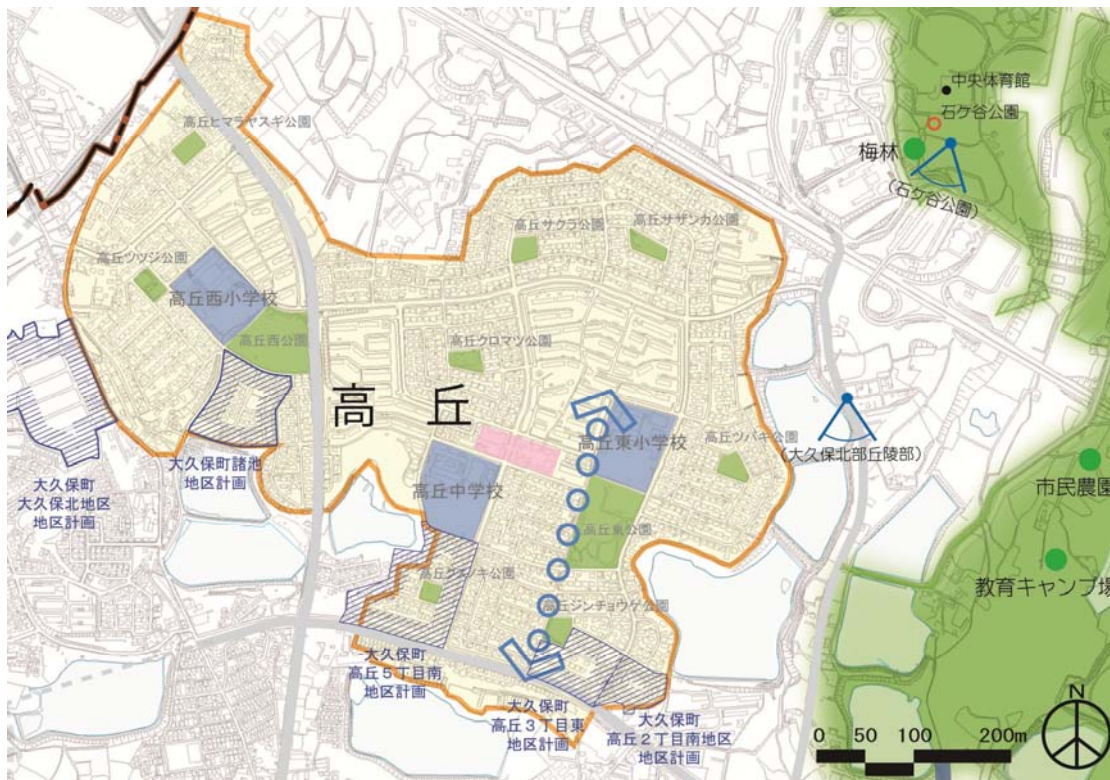 中央体育館
石ケ谷公園
梅林
(石ケ谷公園)
高丘ヒマラヤスギ公園
高丘サクラ公園
高丘サザンカ公園
高丘ツツジ公園
高丘西小学校
高丘西公園
高丘クロマツ公園
高丘
高丘東小学校
高丘ツバキ公園
(大久保北部丘陵部)
市民農園
大久保町
大久保北地区
地区計画
大久保町諸池
地区計画
高丘中学校
高丘東公園
高丘クスノキ公園
教育キャンプ場
高丘ジンチョウゲ公園
大久保町
高丘5丁目南
地区計画
大久保町
高丘3丁目東
地区計画
大久保町
高丘2丁目南地区
地区計画
N
0 50 100 200m